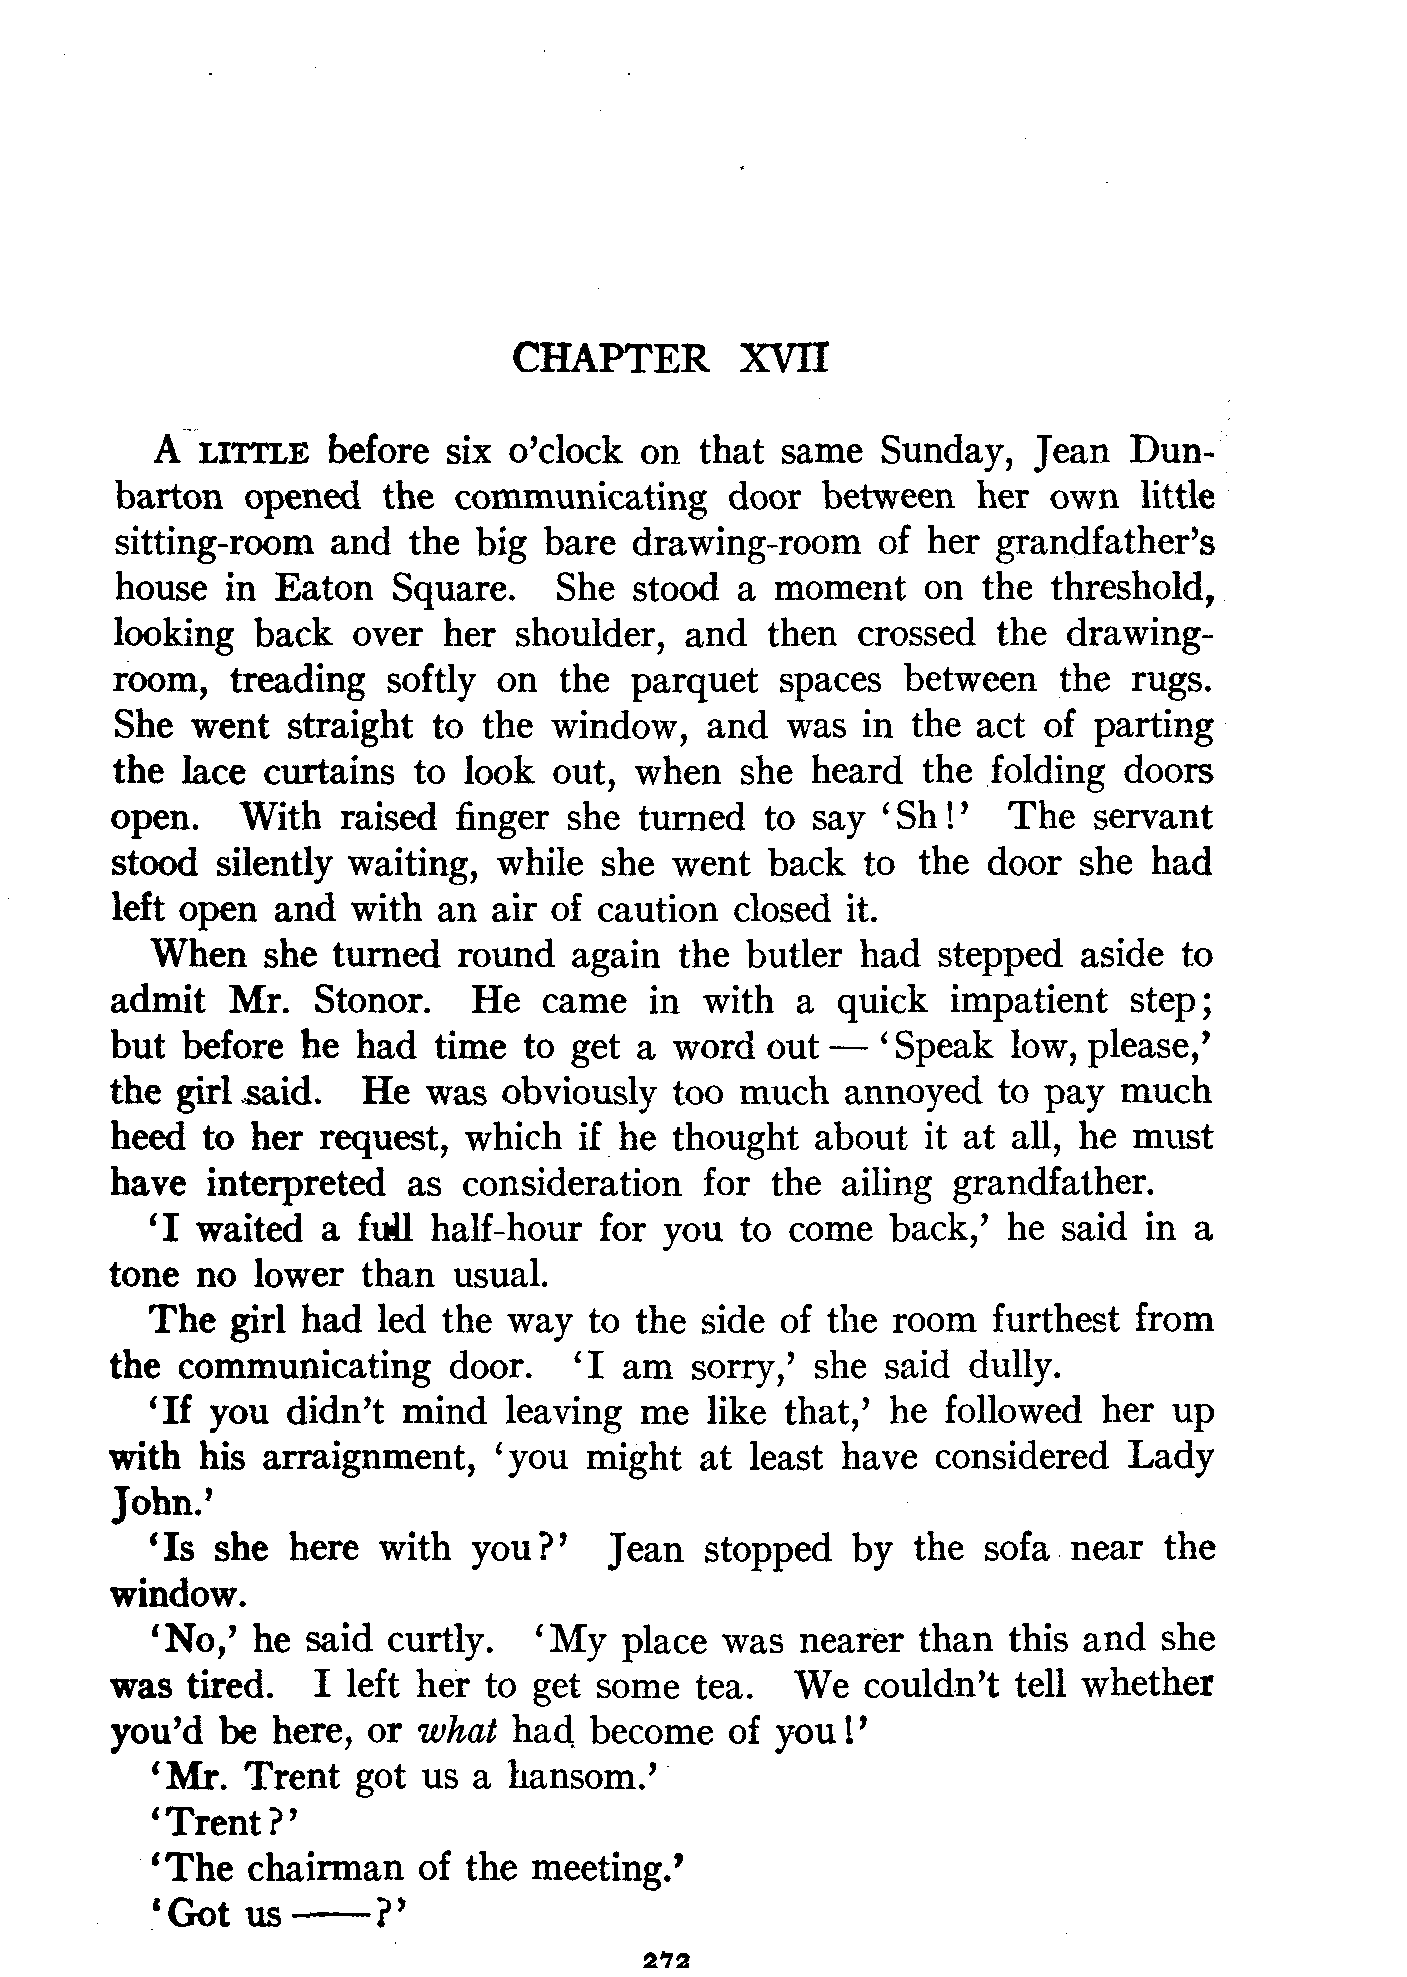 CHAPTER XVII
A LITTLE before six o'clock on that same Sunday, Jean Dun-
barton opened the communicating door between her own little
sitting-room and the big bare drawing-room of her grandfather's
house in Eaton Square. She stood a moment on the threshold,
looking back over her shoulder, and then crossed the drawing-
room, treading softly on the parquet spaces between the rugs.
She went straight to the window, and was in the act of parting
the lace curtains to look out, when she heard the folding doors
open. With raised finger she turned to say 'Sh!' The servant
stood silently waiting, while she went back to the door she had
left open and with an air of caution closed it.
When she turned round again the butler had stepped aside to
admit Mr. Stonor. He came in with a quick impatient step;
but before he had time to get a word out — 'Speak low, please,'
the girl said. He was obviously too much annoyed to pay much
heed to her request, which if he thought about it at all, he must
have interpreted as consideration for the ailing grandfather.
'I waited a full half-hour for you to come back,' he said in a
tone no lower than usual.
The girl had led the way to the side of the room furthest from
the communicating door. 'I am sorry,' she said dully.
'If you didn't mind leaving me like that,' he followed her up
with his arraignment, 'you might at least have considered Lady
John.'
'Is she here with you?' Jean stopped by the sofa near the
window.
'No,' he said curtly. 'My place was nearer than this and she
was tired. I left her to get some tea. We couldn't tell whether
you'd be here, or what had become of you!'
'Mr. Trent got us a hansom.'
'Trent?'
'The chairman of the meeting.'
'Got us ——?'
272